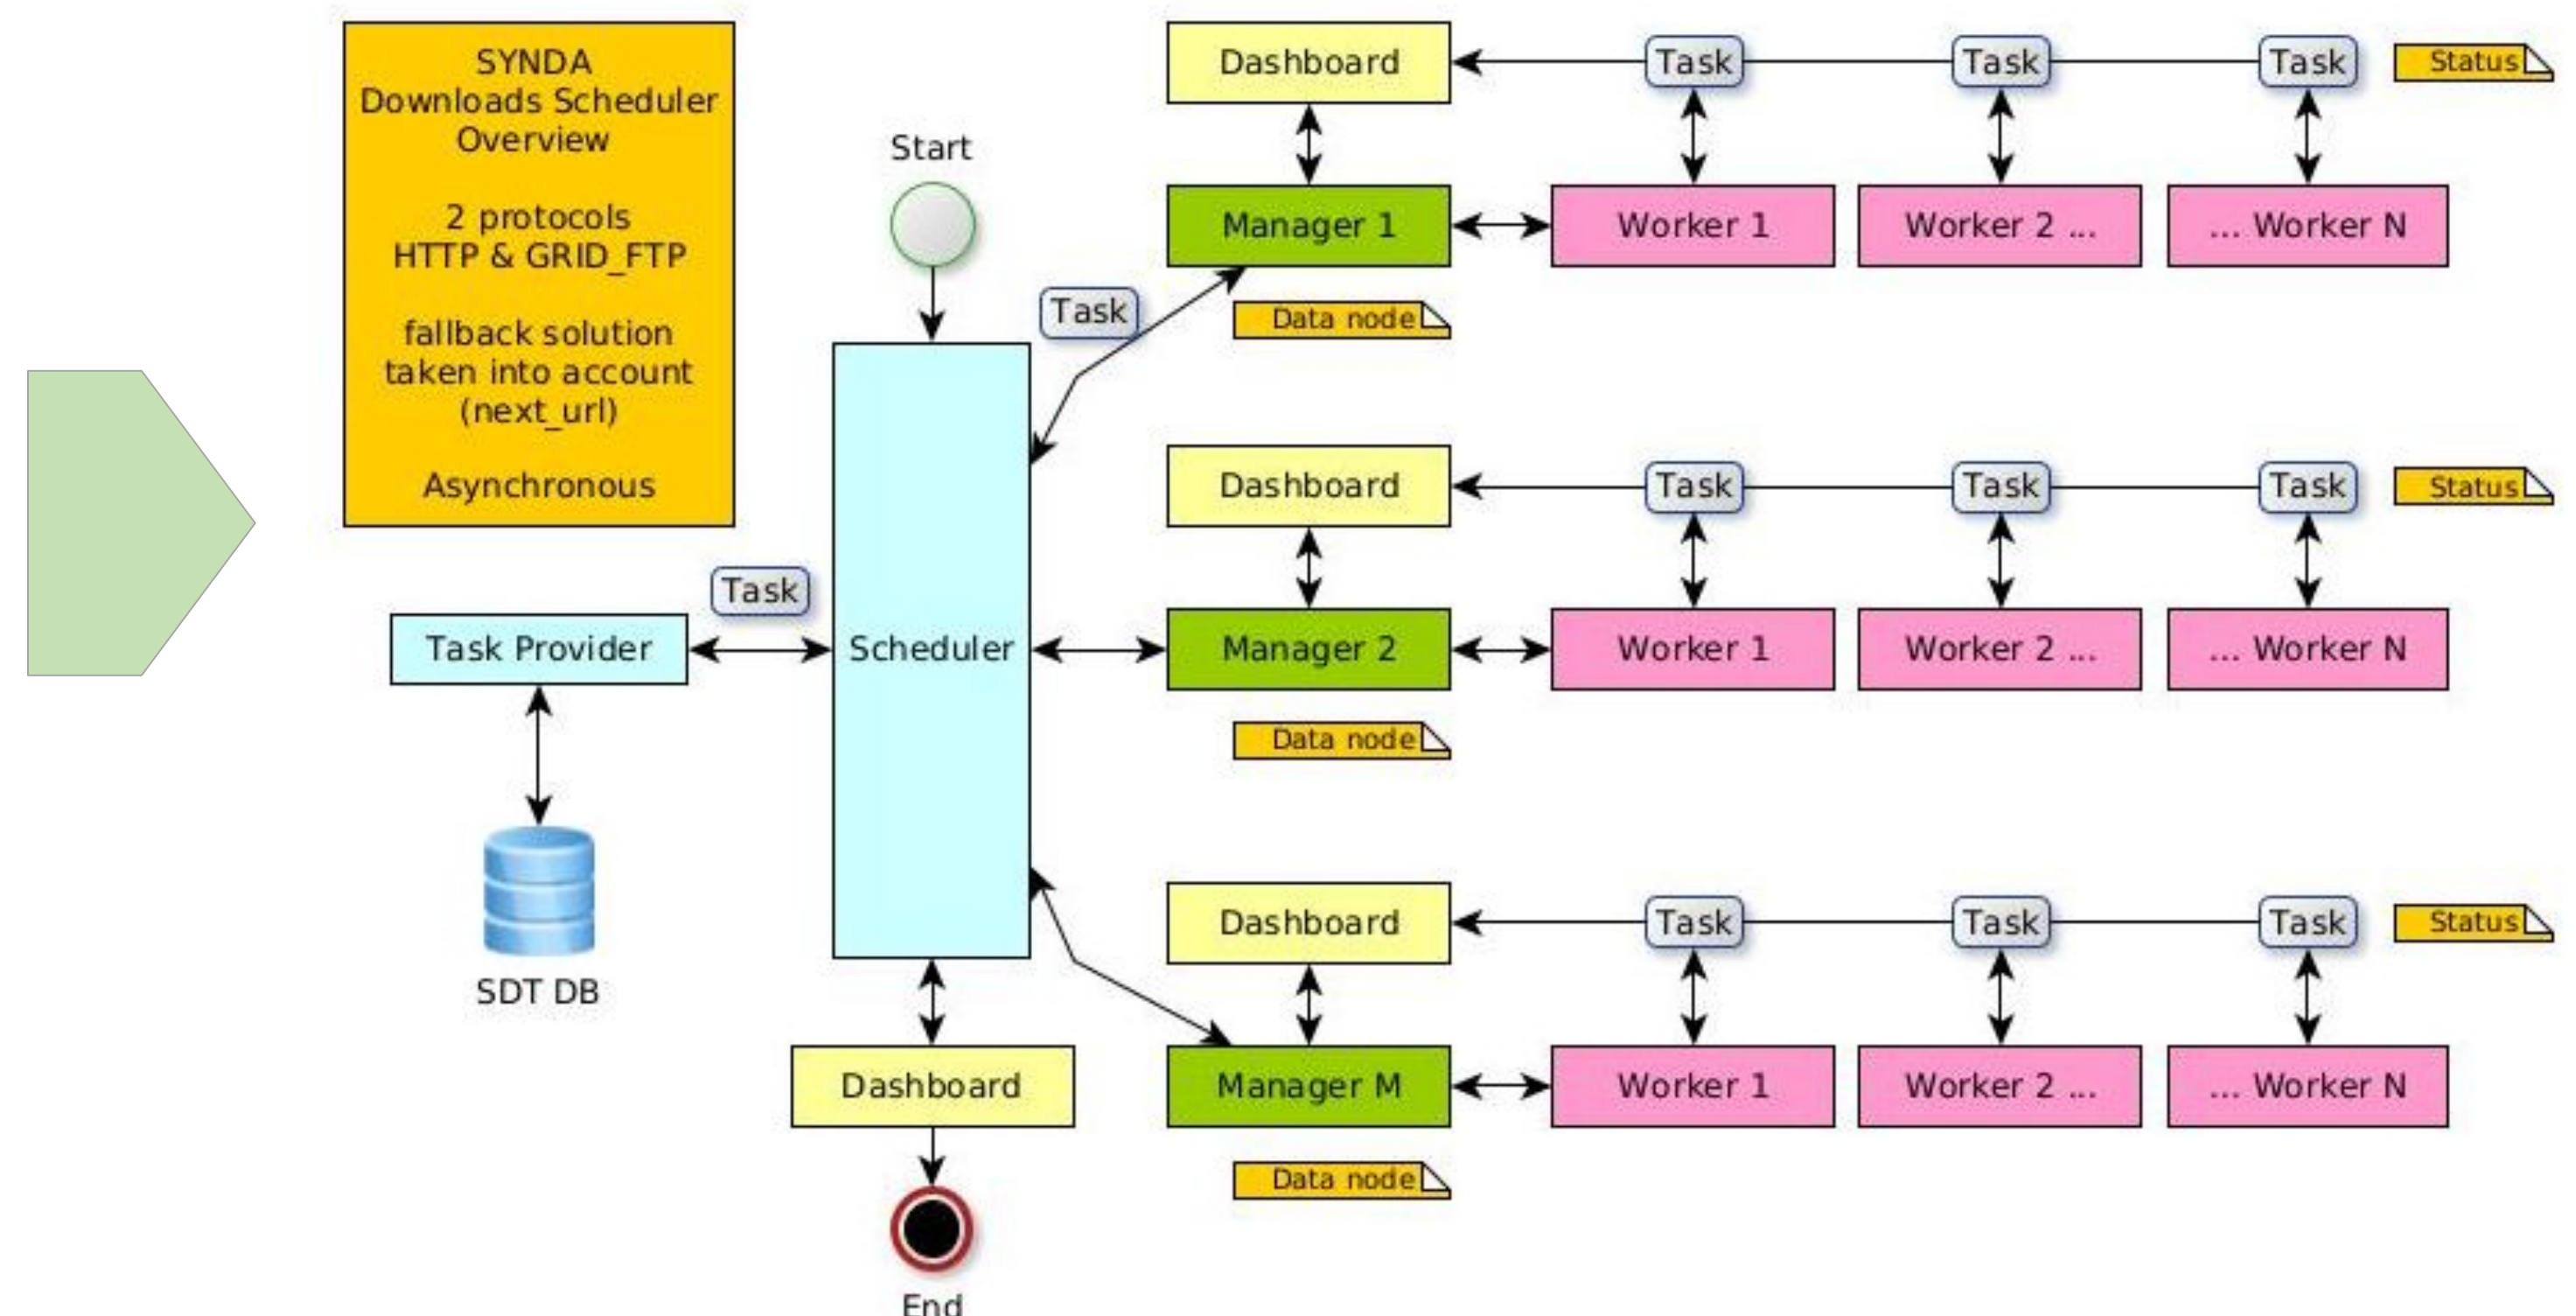 SYNDA
Downloads Scheduler
Overview
2 protocols
HTTP & GRID_FTP
fallback solution
taken into account
(next_url)
Asynchronous
Start
Dashboard
Task
Task
Task
Status
Manager 1
Worker 1
Worker 2 ...
... Worker N
Task
Data node
Dashboard
Task
Task
Task
Status
Task
Task Provider
Scheduler
Manager 2
Worker 1
Worker 2 ...
... Worker N
Data node
SDT DB
Dashboard
Task
Task
Task
Status
Dashboard
Manager M
Worker 1
Worker 2 ...
... Worker N
Data node
End